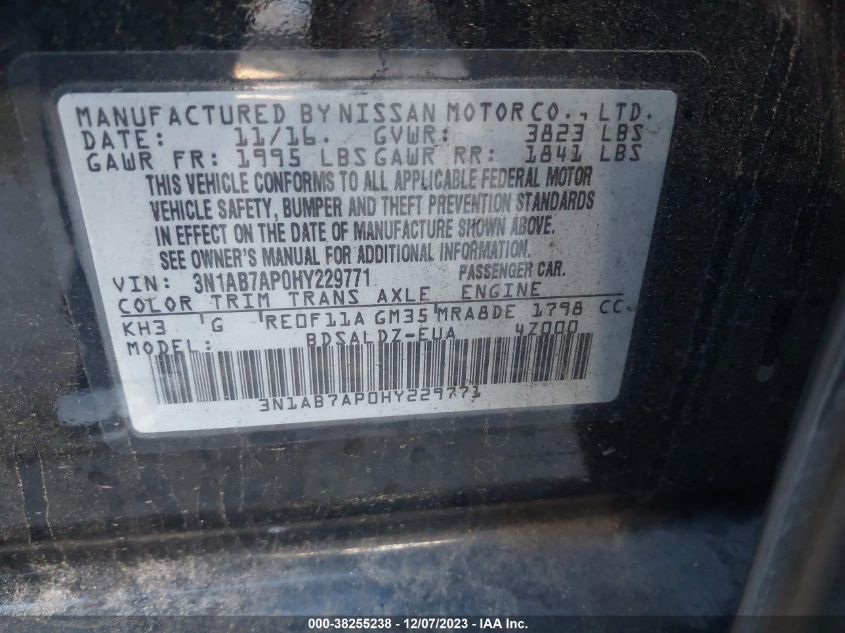 MANUFACTURED BY NISSAN MOTOR CO., LTD.
DATE: 11/16. GVWR: 3823 LBS
GAWR FR: 1995 LBS GAWR RR: 1841 LBS
THIS VEHICLE CONFORMS TO ALL APPLICABLE FEDERAL MOTOR
VEHICLE SAFETY, BUMPER AND THEFT PREVENTION STANDARDS
IN EFFECT ON THE DATE OF MANUFACTURE SHOWN ABOVE.
SEE OWNER'S MANUAL FOR ADDITIONAL INFORMATION.
VIN: 3N1AB7AP0HY229771 PASSENGER CAR.
COLOR TRIM TRANS AXLE ENGINE
KH3 G RE0F11A GM35 MRA8DE 1798 CC
MODEL: BDSALDZ-EUA 47000
3N1AB7AP0HY229771
000-38255238 - 12/07/2023 - © IAA, Inc.